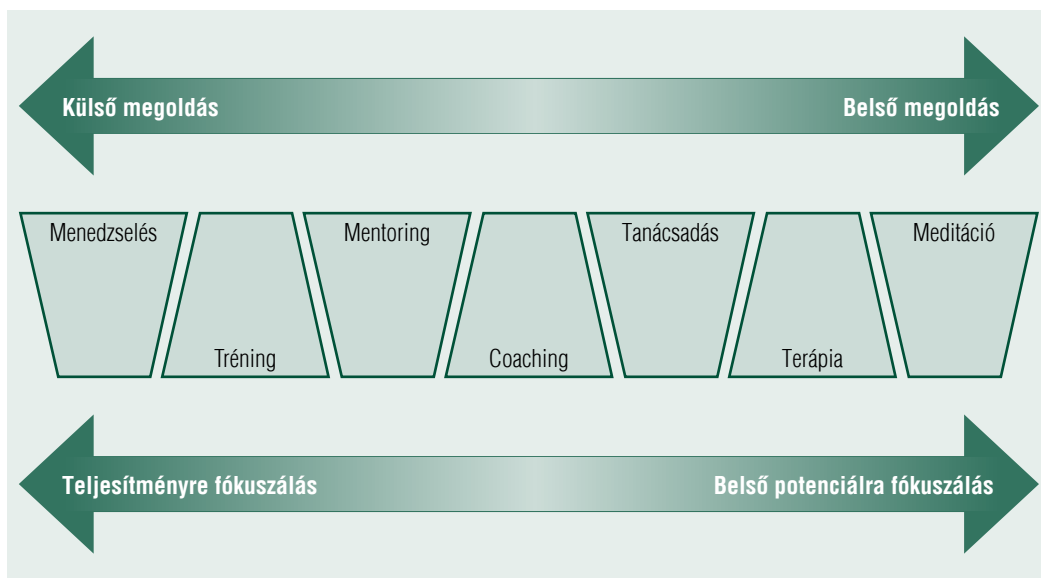 Külső megoldás
Belső megoldás
Menedzselés
Mentoring
Tanácsadás
Meditáció
Tréning
Coaching
Terápia
Teljesítményre fókuszálás
Belső potenciálra fókuszálás